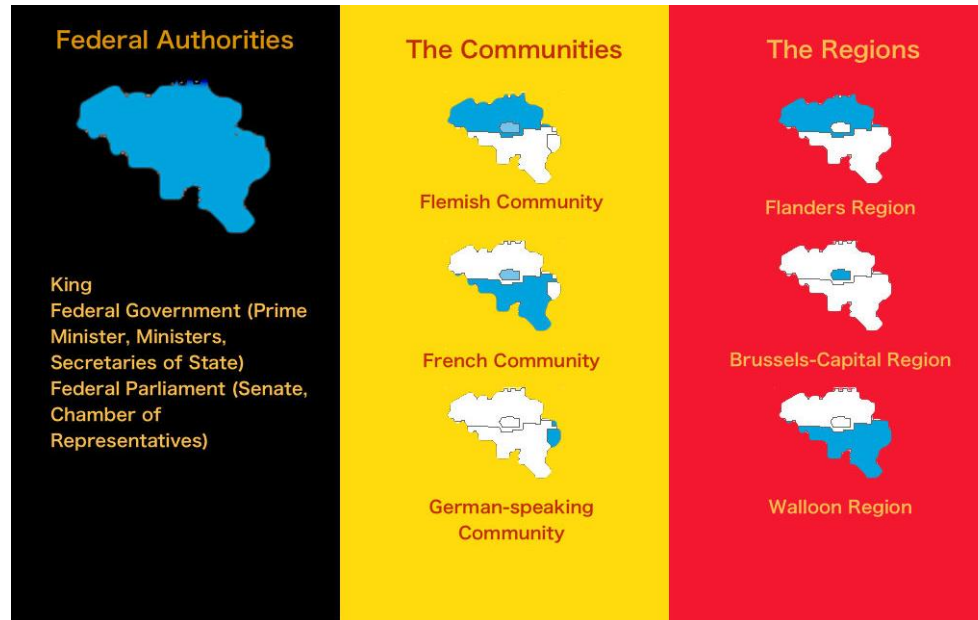 Federal Authorities
King
Federal Government (Prime
Minister, Ministers,
Secretaries of State)
Federal Parliament (Senate,
Chamber of
Representatives)
The Communities
Flemish Community
French Community
German-speaking
Community
The Regions
Flanders Region
Brussels-Capital Region
Walloon Region